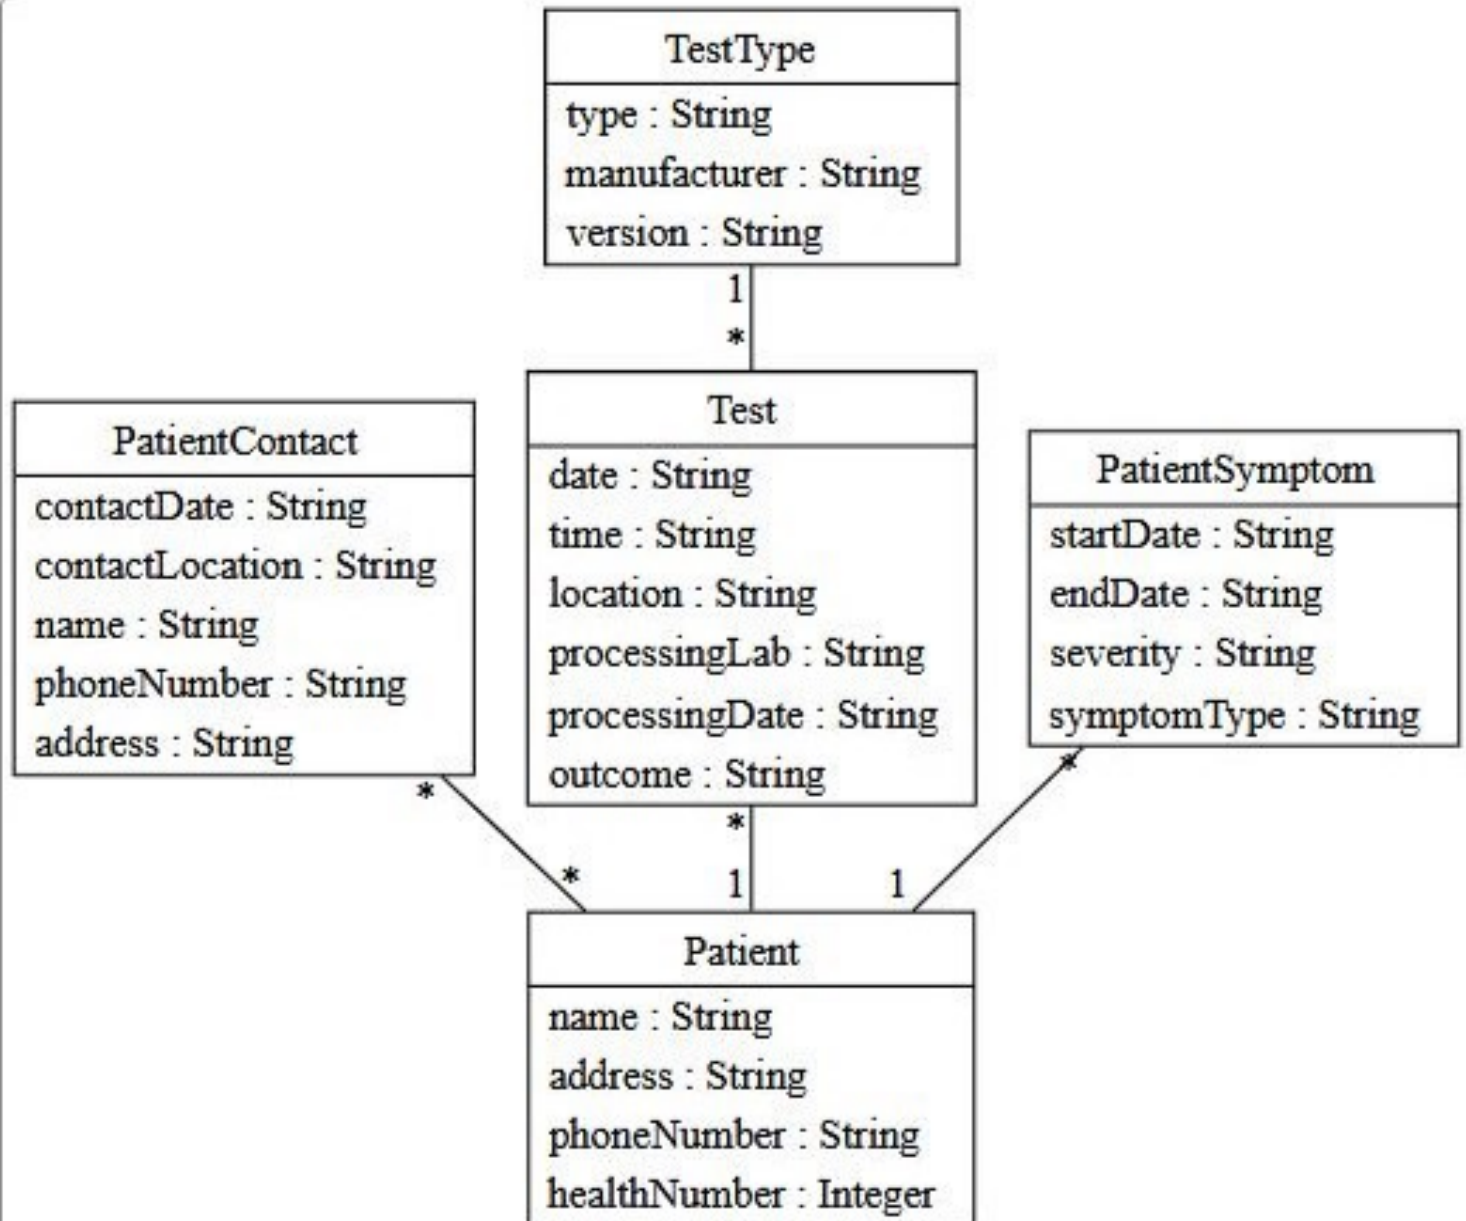 TestType
type : String
manufacturer : String
version : String
1
*
PatientContact
contactDate : String
contactLocation : String
name : String
phoneNumber : String
address : String
Test
date : String
time : String
location : String
processingLab : String
processingDate : String
outcome : String
PatientSymptom
startDate : String
endDate : String
severity : String
symptomType : String
*
*
*
1
*
1
Patient
name : String
address : String
phoneNumber : String
healthNumber : Integer